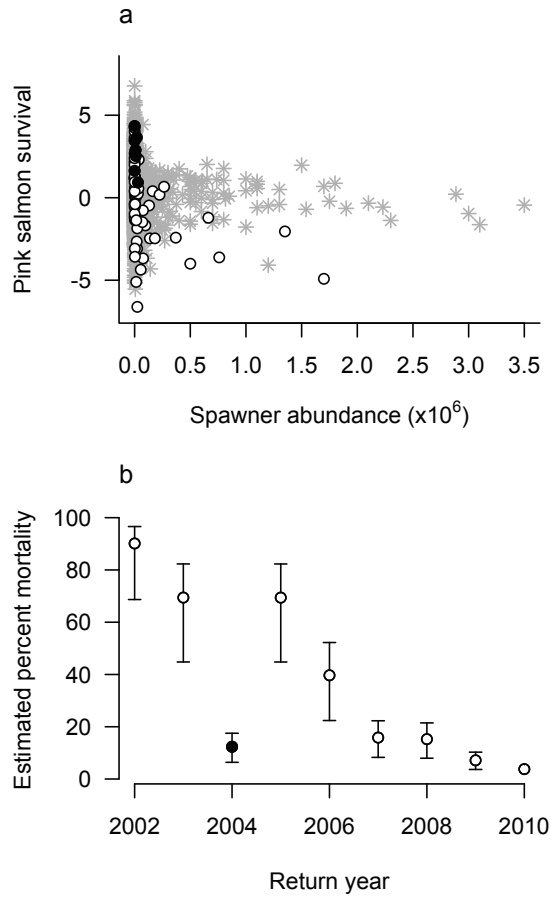 a
Pink salmon survival
5
0
-5
0.0 0.5 1.0 1.5 2.0 2.5 3.0 3.5
Spawner abundance (x10⁶)
b
Estimated percent mortality
100
80
60
40
20
0
2002 2004 2006 2008 2010
Return year